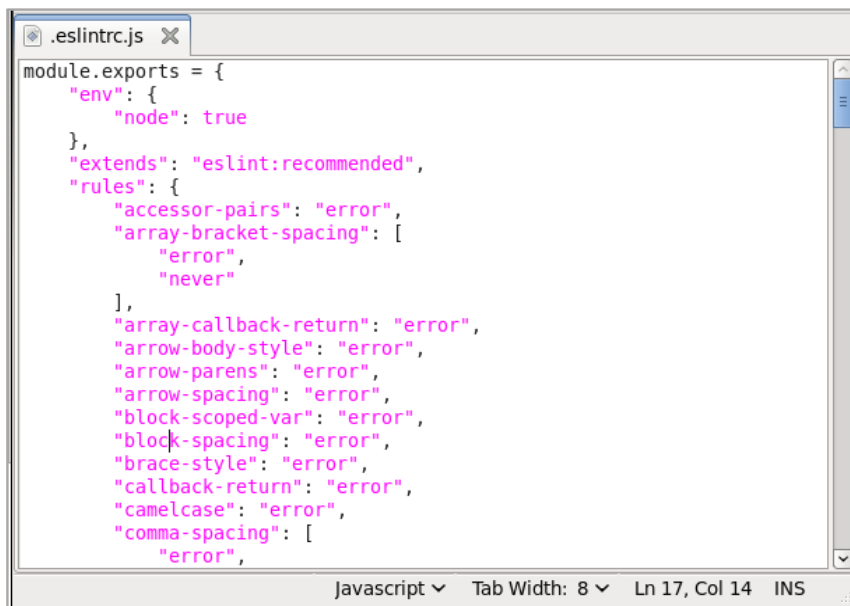 .eslintrc.js
module.exports = {
    "env": {
        "node": true
    },
    "extends": "eslint:recommended",
    "rules": {
        "accessor-pairs": "error",
        "array-bracket-spacing": [
            "error",
            "never"
        ],
        "array-callback-return": "error",
        "arrow-body-style": "error",
        "arrow-parens": "error",
        "arrow-spacing": "error",
        "block-scoped-var": "error",
        "block-spacing": "error",
        "brace-style": "error",
        "callback-return": "error",
        "camelcase": "error",
        "comma-spacing": [
            "error",
Javascript Tab Width: 8 Ln 17, Col 14 INS